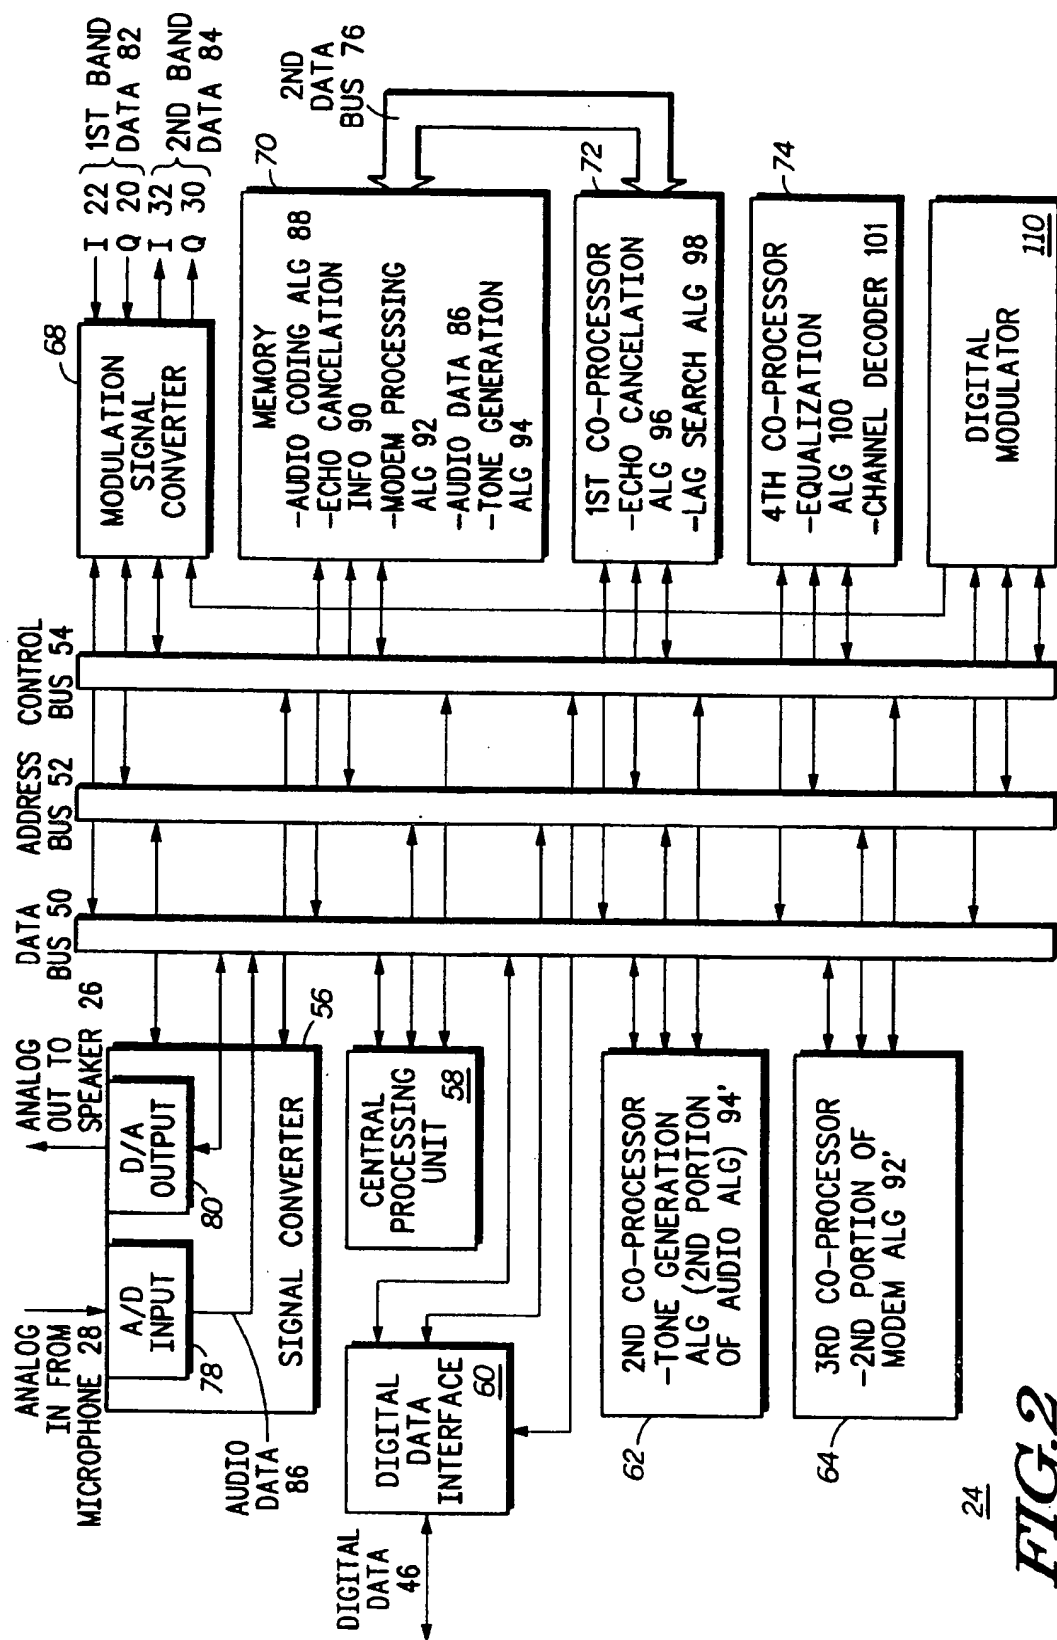 ANALOG
IN FROM
MICROPHONE 28
ANALOG
OUT TO
SPEAKER 26
DATA
BUS 50
ADDRESS
BUS 52
CONTROL
BUS 54
A/D
INPUT
78
D/A
OUTPUT
80
SIGNAL CONVERTER
56
AUDIO
DATA
86
68
MODULATION
SIGNAL
CONVERTER
I 22
Q 20
1ST BAND
DATA 82
I 32
Q 30
2ND BAND
DATA 84
CENTRAL
PROCESSING
UNIT
58
DIGITAL
DATA
INTERFACE
60
DIGITAL
DATA
46
70
MEMORY
-AUDIO CODING ALG 88
-ECHO CANCELATION
INFO 90
-MODEM PROCESSING
ALG 92
-AUDIO DATA 86
-TONE GENERATION
ALG 94
2ND
DATA
BUS 76
72
1ST CO-PROCESSOR
-ECHO CANCELATION
ALG 96
-LAG SEARCH ALG 98
2ND CO-PROCESSOR
-TONE GENERATION
ALG (2ND PORTION
OF AUDIO ALG) 94'
62
74
4TH CO-PROCESSOR
-EQUALIZATION
ALG 100
-CHANNEL DECODER 101
3RD CO-PROCESSOR
-2ND PORTION OF
MODEM ALG 92'
64
DIGITAL
MODULATOR
110
24
FIG.2